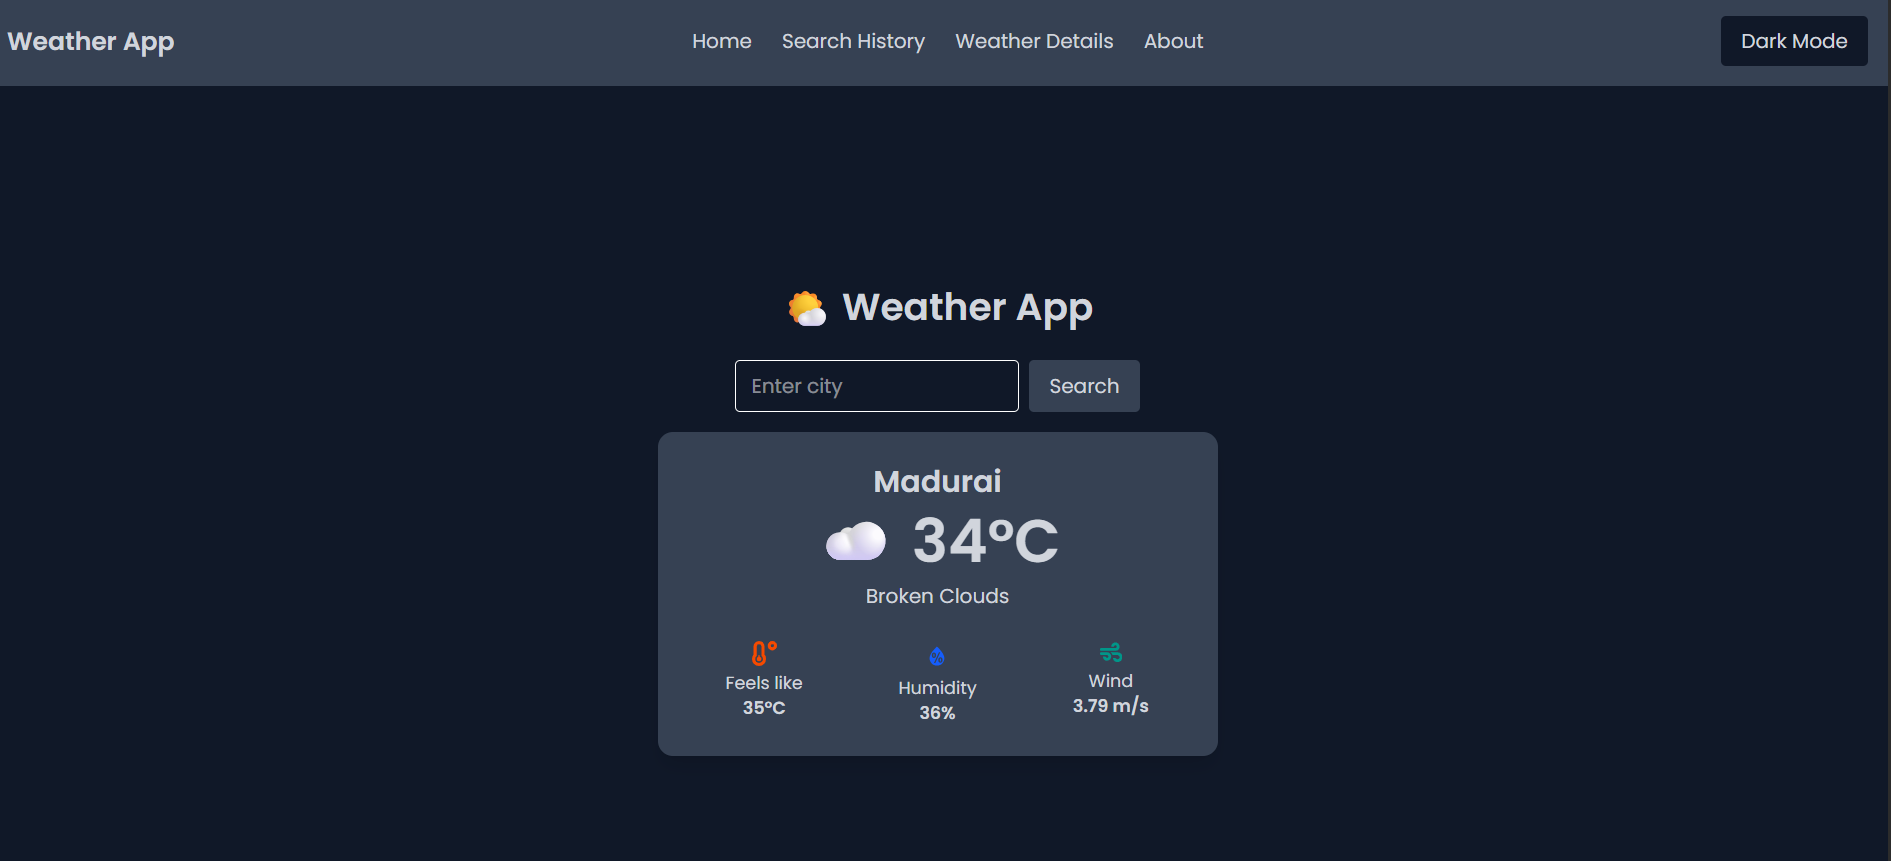 Weather App
Home Search History Weather Details About
Dark Mode
Weather App
Enter city
Search
Madurai
34°C
Broken Clouds
Feels like
35°C
Humidity
36%
Wind
3.79 m/s